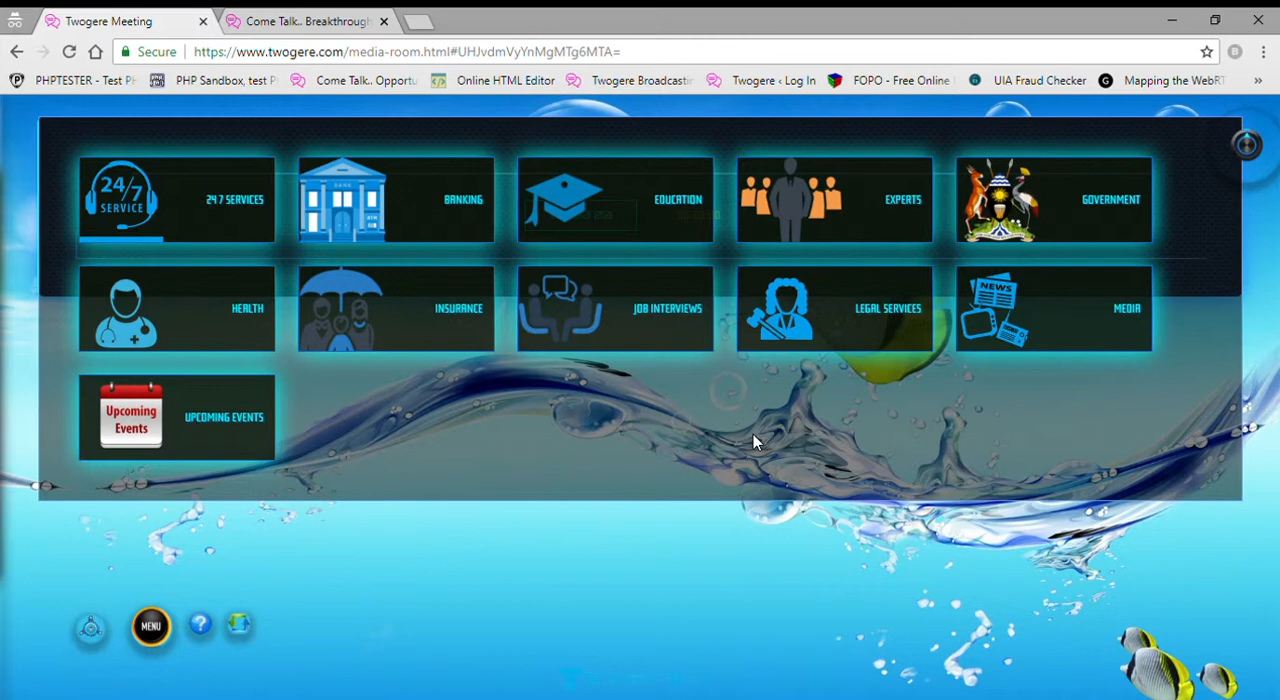 Twogere Meeting
Come Talk.. Breakthroug
Secure
https://www.twogere.com/media-room.html#UHJvdmVyYnMgMTg6MTA=
B
PHPTESTER - Test P
PHP Sandbox, test P
Come Talk.. Opportu
Online HTML Editor
Twogere Broadcastin
Twogere ‹ Log In
FOPO - Free Online
UIA Fraud Checker
G
Mapping the WebRT
»
24/7
SERVICE
24 7 SERVICES
BANK
ATM
BANKING
EDUCATION
EXPERTS
GOVERNMENT
HEALTH
INSURANCE
JOB INTERVIEWS
LEGAL SERVICES
NEWS
MEDIA
Upcoming
Events
UPCOMING EVENTS
MENU
?